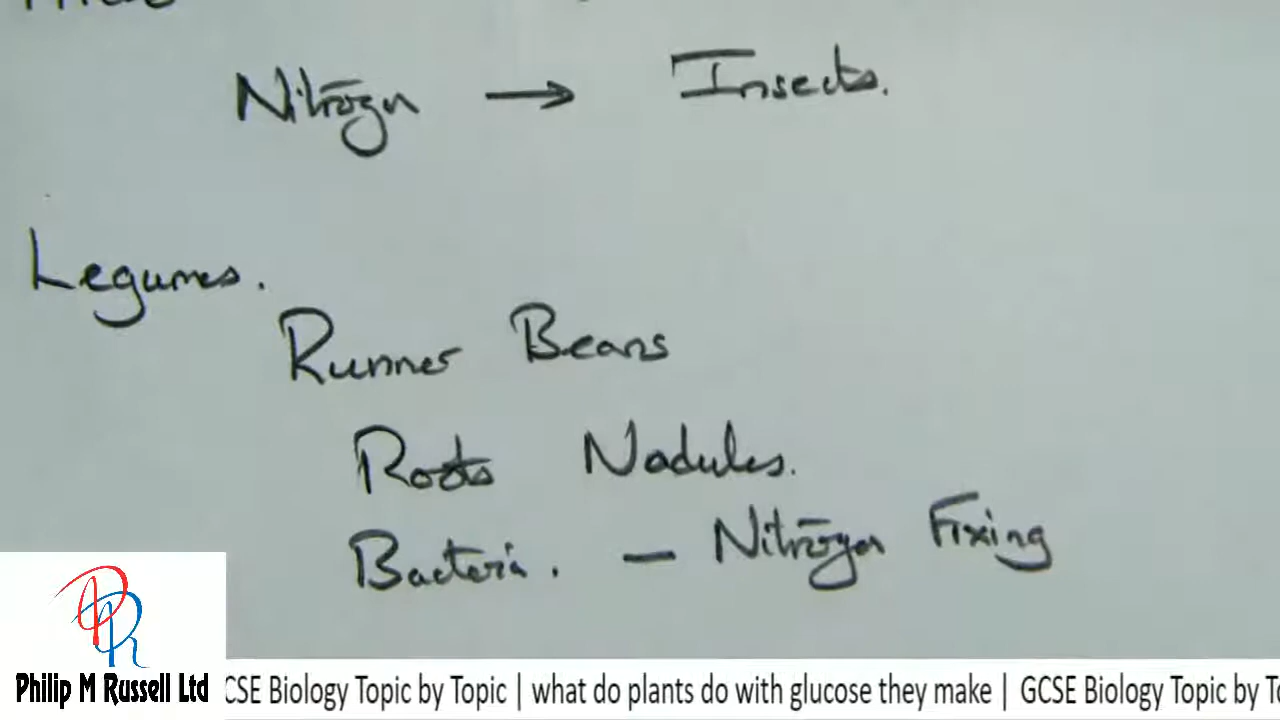 Nitrogen → Insects.
Legumes.
Runner Beans
Roots Nodules.
Bacteria. — Nitrogen Fixing
Philip M Russell Ltd
CSE Biology Topic by Topic | what do plants do with glucose they make | GCSE Biology Topic by To